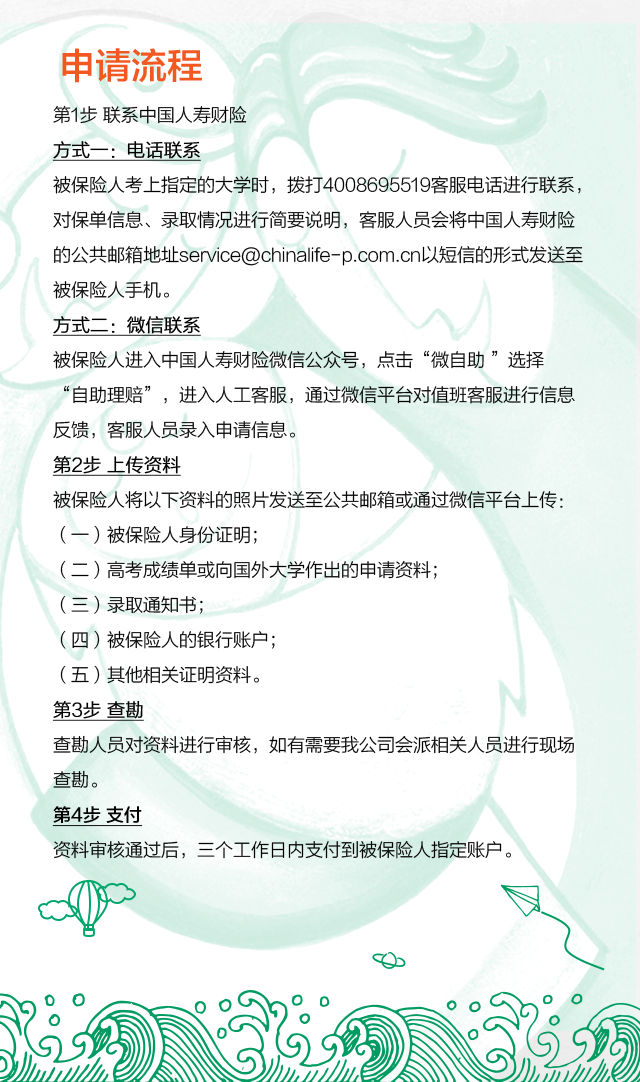 申请流程
第1步 联系中国人寿财险
方式一：电话联系
被保险人考上指定的大学时，拨打4008695519客服电话进行联系，
对保单信息、录取情况进行简要说明，客服人员会将中国人寿财险
的公共邮箱地址service@chinalife-p.com.cn以短信的形式发送至
被保险人手机。
方式二：微信联系
被保险人进入中国人寿财险微信公众号，点击“微自助 ”选择
“自助理赔”，进入人工客服，通过微信平台对值班客服进行信息
反馈，客服人员录入申请信息。
第2步 上传资料
被保险人将以下资料的照片发送至公共邮箱或通过微信平台上传：
（一）被保险人身份证明；
（二）高考成绩单或向国外大学作出的申请资料；
（三）录取通知书；
（四）被保险人的银行账户；
（五）其他相关证明资料。
第3步 查勘
查勘人员对资料进行审核，如有需要我公司会派相关人员进行现场
查勘。
第4步 支付
资料审核通过后，三个工作日内支付到被保险人指定账户。